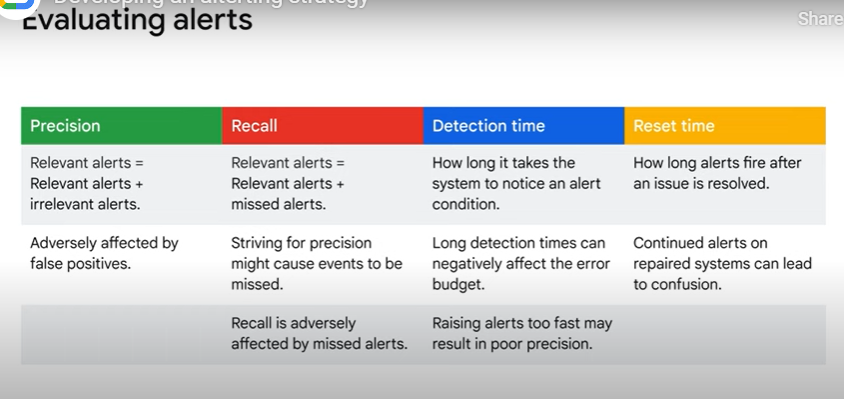 Developing an alerting strategy
Evaluating alerts
Share
Precision
Recall
Detection time
Reset time
Relevant alerts =
Relevant alerts +
irrelevant alerts.
Relevant alerts =
Relevant alerts +
missed alerts.
How long it takes the
system to notice an alert
condition.
How long alerts fire after
an issue is resolved.
Adversely affected by
false positives.
Striving for precision
might cause events to be
missed.
Long detection times can
negatively affect the error
budget.
Continued alerts on
repaired systems can lead
to confusion.
Recall is adversely
affected by missed alerts.
Raising alerts too fast may
result in poor precision.